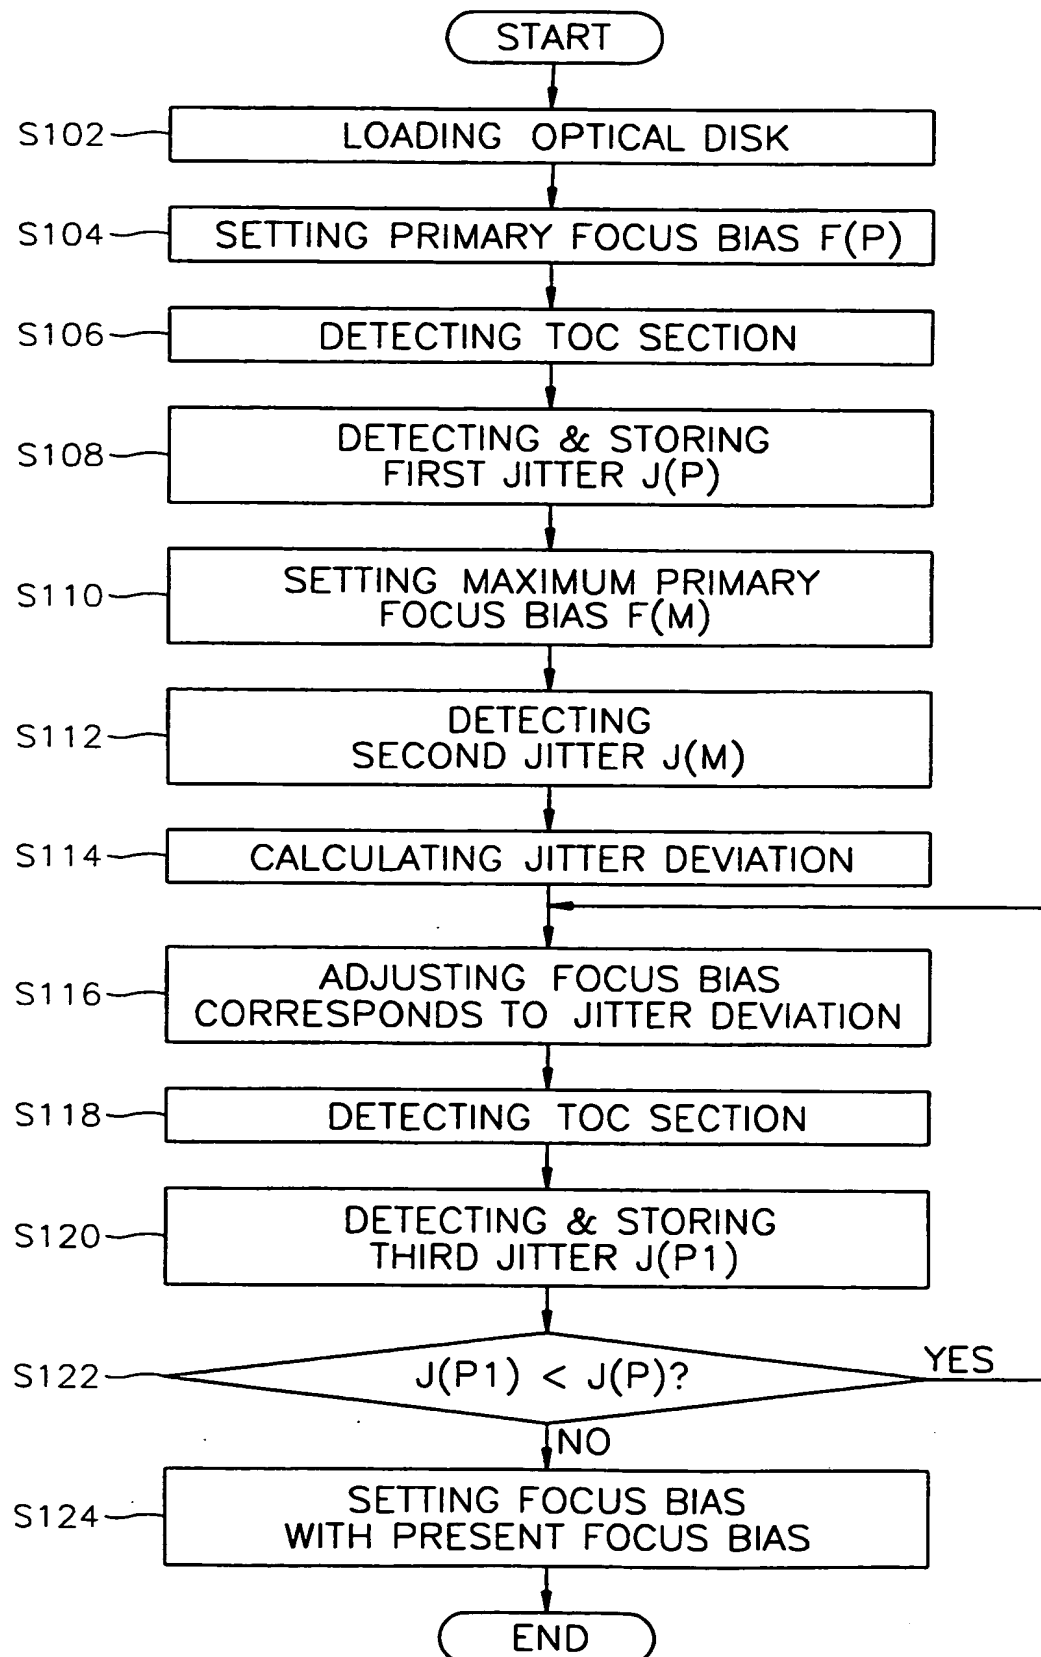 START
S102
LOADING OPTICAL DISK
S104
SETTING PRIMARY FOCUS BIAS F(P)
S106
DETECTING TOC SECTION
S108
DETECTING & STORING
FIRST JITTER J(P)
S110
SETTING MAXIMUM PRIMARY
FOCUS BIAS F(M)
S112
DETECTING
SECOND JITTER J(M)
S114
CALCULATING JITTER DEVIATION
S116
ADJUSTING FOCUS BIAS
CORRESPONDS TO JITTER DEVIATION
S118
DETECTING TOC SECTION
S120
DETECTING & STORING
THIRD JITTER J(P1)
S122
J(P1) < J(P)?
YES
NO
S124
SETTING FOCUS BIAS
WITH PRESENT FOCUS BIAS
END